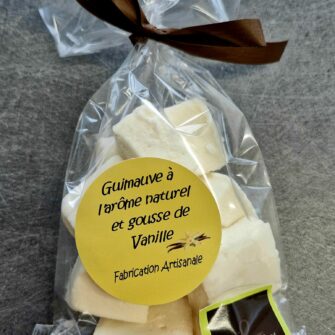 Guimauve à
l'arôme naturel
et gousse de
Vanille
Fabrication Artisanale